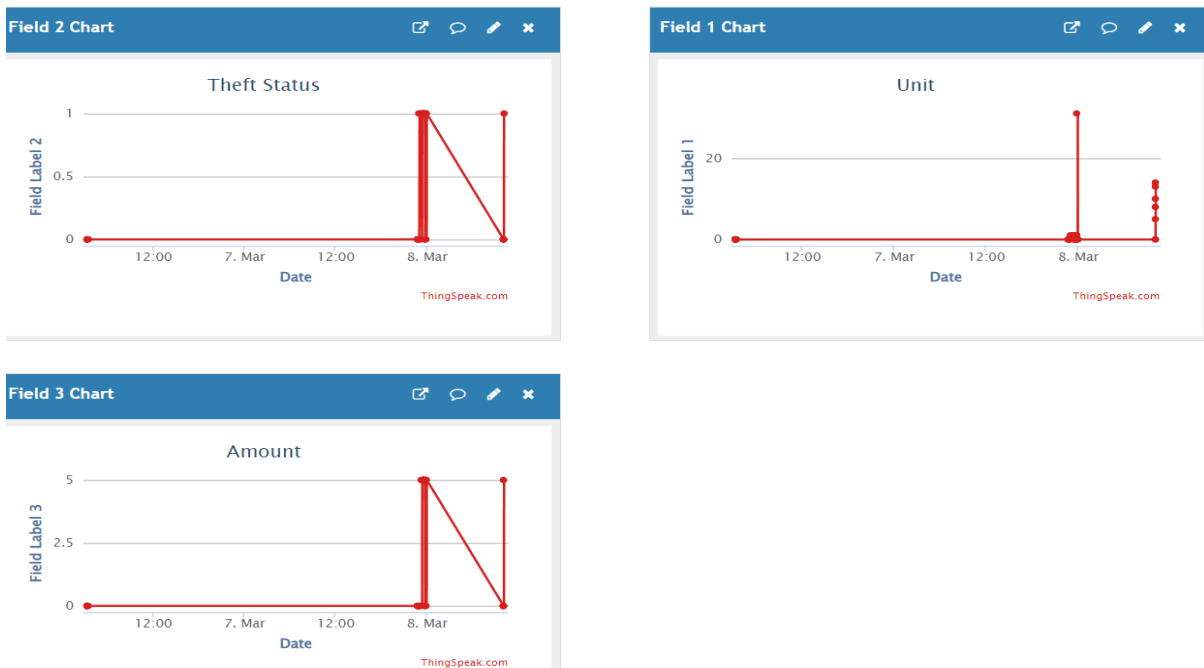 Field 2 Chart
Theft Status
Field Label 2
1
0.5
0
12:00 7. Mar 12:00 8. Mar
Date
ThingSpeak.com
Field 1 Chart
Unit
Field Label 1
20
0
12:00 7. Mar 12:00 8. Mar
Date
ThingSpeak.com
Field 3 Chart
Amount
Field Label 3
5
2.5
0
12:00 7. Mar 12:00 8. Mar
Date
ThingSpeak.com